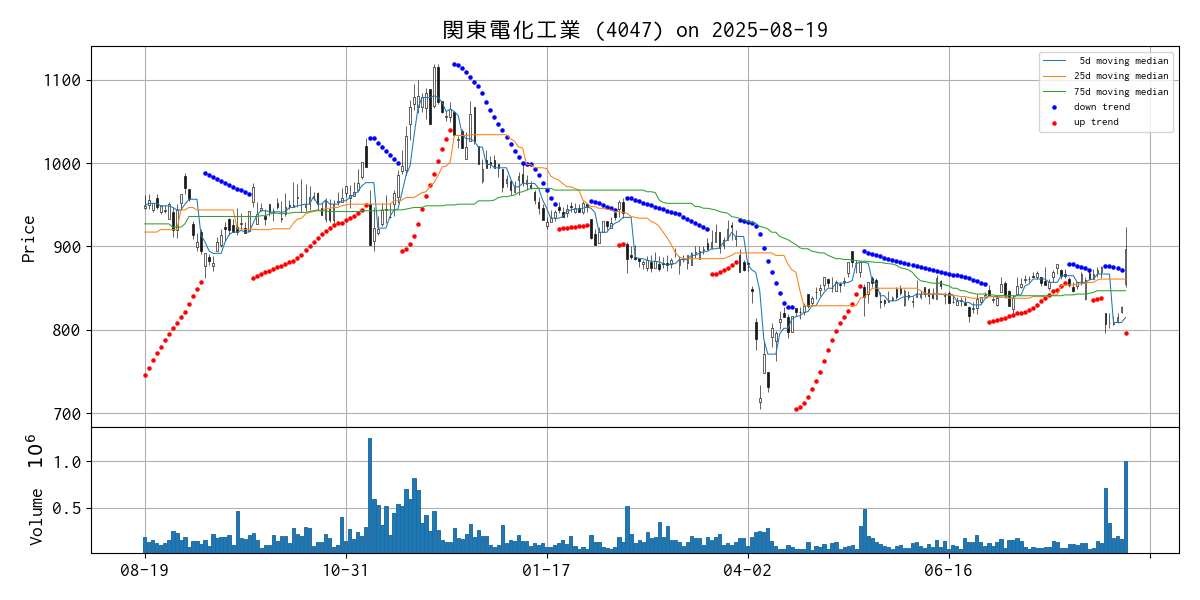 関東電化工業 (4047) on 2025-08-19
5d moving median
25d moving median
75d moving median
down trend
up trend
Price
1100
1000
900
800
700
Volume 10^6
1.0
0.5
08-19
10-31
01-17
04-02
06-16